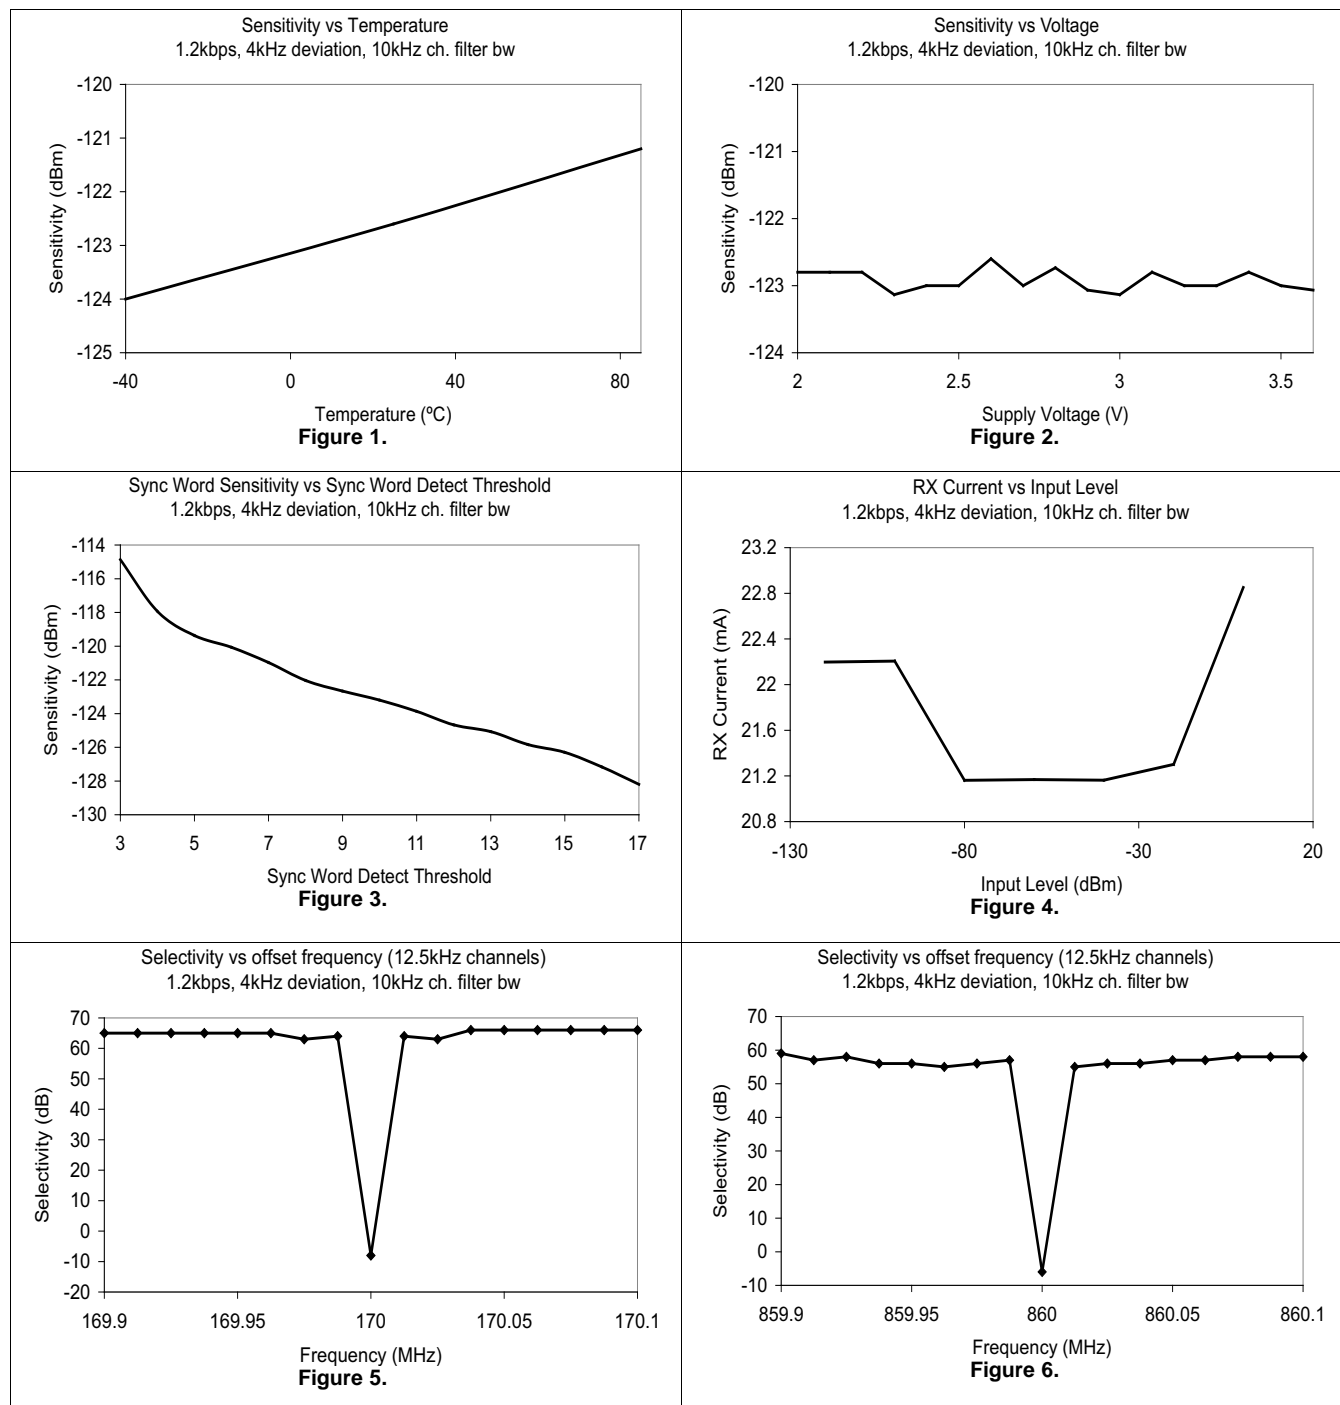 Sensitivity vs Temperature
1.2kbps, 4kHz deviation, 10kHz ch. filter bw
-120
-121
-122
-123
-124
-125
Sensitivity (dBm)
-40 0 40 80
Temperature (ºC)
Figure 1.
Sensitivity vs Voltage
1.2kbps, 4kHz deviation, 10kHz ch. filter bw
-120
-121
-122
-123
-124
Sensitivity (dBm)
2 2.5 3 3.5
Supply Voltage (V)
Figure 2.
Sync Word Sensitivity vs Sync Word Detect Threshold
1.2kbps, 4kHz deviation, 10kHz ch. filter bw
-114
-116
-118
-120
-122
-124
-126
-128
-130
Sensitivity (dBm)
3 5 7 9 11 13 15 17
Sync Word Detect Threshold
Figure 3.
RX Current vs Input Level
1.2kbps, 4kHz deviation, 10kHz ch. filter bw
23.2
22.8
22.4
22
21.6
21.2
20.8
RX Current (mA)
-130 -80 -30 20
Input Level (dBm)
Figure 4.
Selectivity vs offset frequency (12.5kHz channels)
1.2kbps, 4kHz deviation, 10kHz ch. filter bw
70
60
50
40
30
20
10
0
-10
-20
Selectivity (dB)
169.9 169.95 170 170.05 170.1
Frequency (MHz)
Figure 5.
Selectivity vs offset frequency (12.5kHz channels)
1.2kbps, 4kHz deviation, 10kHz ch. filter bw
70
60
50
40
30
20
10
0
-10
Selectivity (dB)
859.9 859.95 860 860.05 860.1
Frequency (MHz)
Figure 6.